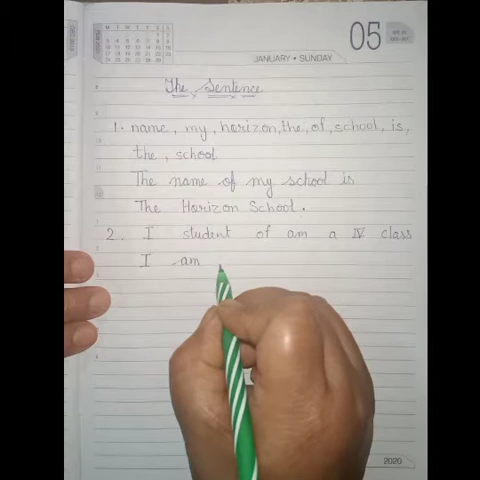 05
JANUARY • SUNDAY
The Sentence
1. name, my, horizon, the, of, school, is,
the, school
The name of my school is
The Horizon School.
2. I student of am a IV class
I am
2020